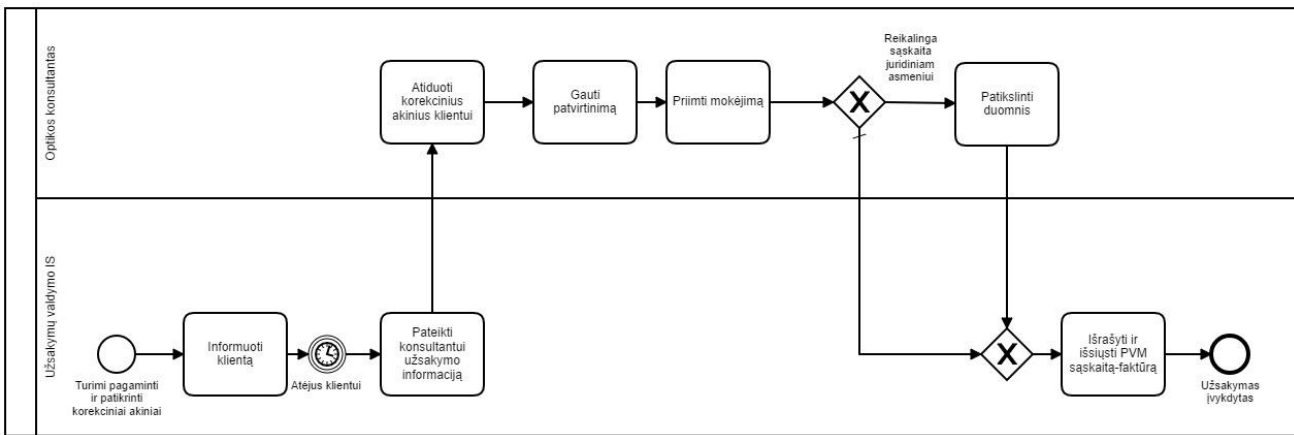 Optikos konsultantas
Atiduoti
korekcinius
akinius klientui
Gauti
patvirtinimą
Priimti mokėjimą
Reikalinga
sąskaita
juridiniam
asmeniui
Patikslinti
duomnis
Užsakymų valdymo IS
Turimi pagaminti
ir patikrinti
korekciniai akiniai
Informuoti
klientą
Atėjus klientui
Pateikti
konsultantui
užsakymo
informaciją
Išrašyti ir
išsiųsti PVM
sąskaitą-faktūrą
Užsakymas
įvykdytas